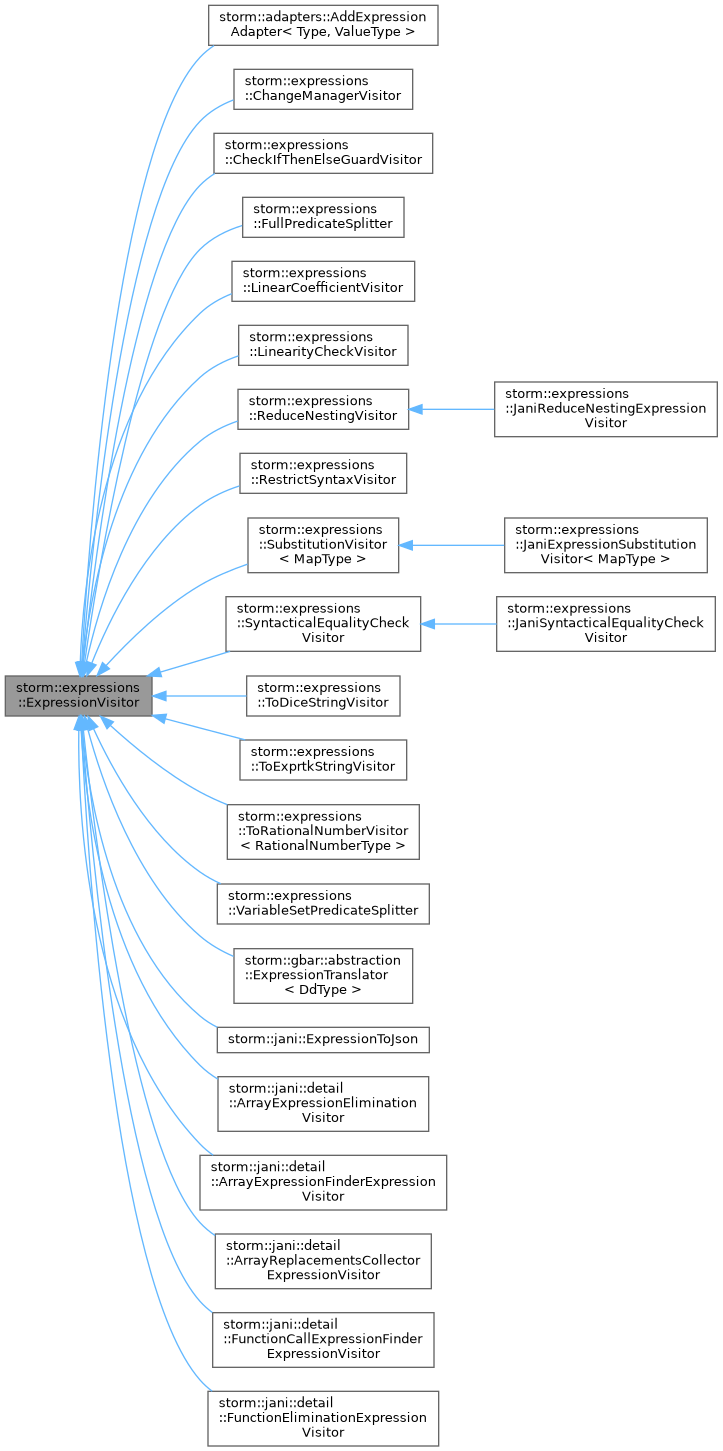 storm::adapters::AddExpression
Adapter< Type, ValueType >
storm::expressions
::ChangeManagerVisitor
storm::expressions
::CheckIfThenElseGuardVisitor
storm::expressions
::FullPredicateSplitter
storm::expressions
::LinearCoefficientVisitor
storm::expressions
::LinearityCheckVisitor
storm::expressions
::ReduceNestingVisitor
storm::expressions
::JaniReduceNestingExpression
Visitor
storm::expressions
::RestrictSyntaxVisitor
storm::expressions
::SubstitutionVisitor
< MapType >
storm::expressions
::JaniExpressionSubstitution
Visitor< MapType >
storm::expressions
::SyntacticalEqualityCheck
Visitor
storm::expressions
::JaniSyntacticalEqualityCheck
Visitor
storm::expressions
::ExpressionVisitor
storm::expressions
::ToDiceStringVisitor
storm::expressions
::ToExprtkStringVisitor
storm::expressions
::ToRationalNumberVisitor
< RationalNumberType >
storm::expressions
::VariableSetPredicateSplitter
storm::gbar::abstraction
::ExpressionTranslator
< DdType >
storm::jani::ExpressionToJson
storm::jani::detail
::ArrayExpressionElimination
Visitor
storm::jani::detail
::ArrayExpressionFinderExpression
Visitor
storm::jani::detail
::ArrayReplacementsCollector
ExpressionVisitor
storm::jani::detail
::FunctionCallExpressionFinder
ExpressionVisitor
storm::jani::detail
::FunctionEliminationExpression
Visitor